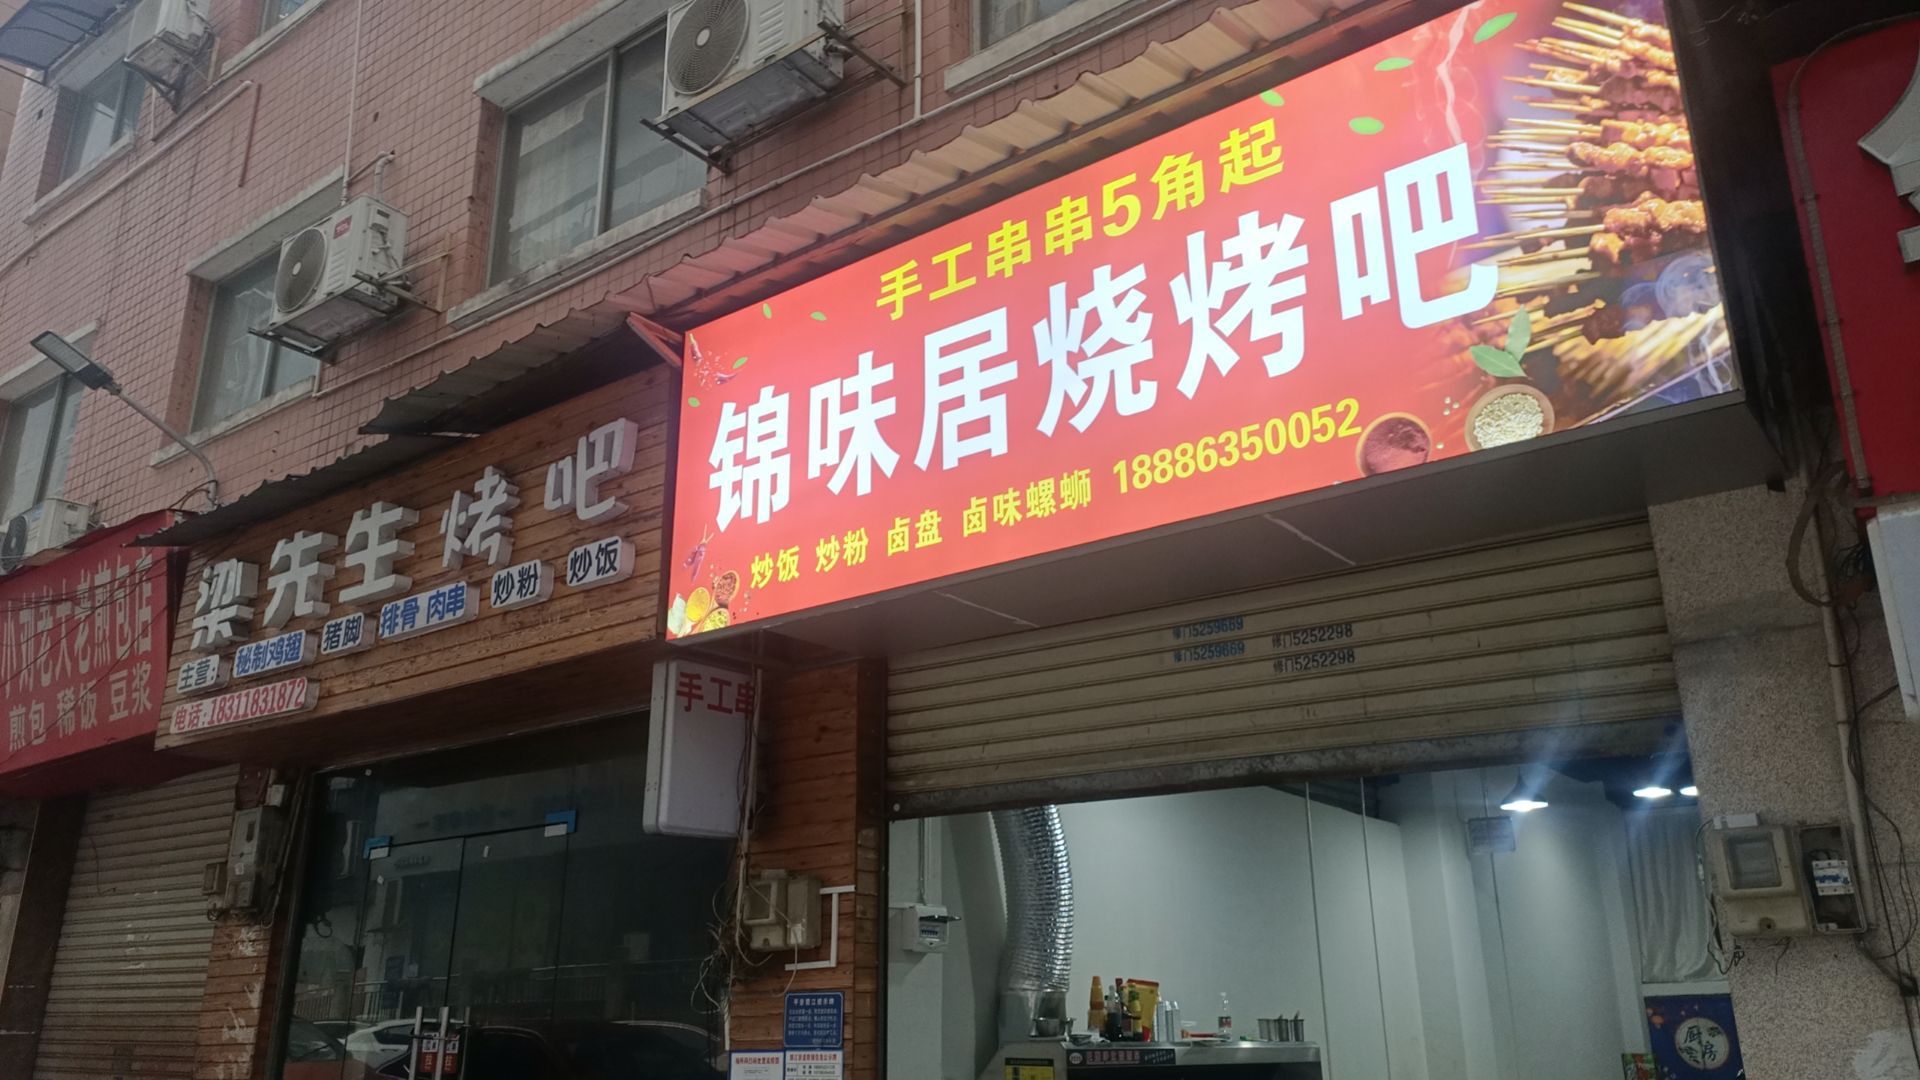 手工串串5角起
锦味居烧烤吧
炒饭 炒粉 卤盘 卤味螺蛳 18886350052
梁先生烤吧
主营: 秘制鸡翅 猪脚 排骨 肉串 炒粉 炒饭
电话:18311831872
小刘老大老煎包店
煎包 稀饭 豆浆
手工串
修门5259669 修门5252298
修门5259669 修门5252298
厨房